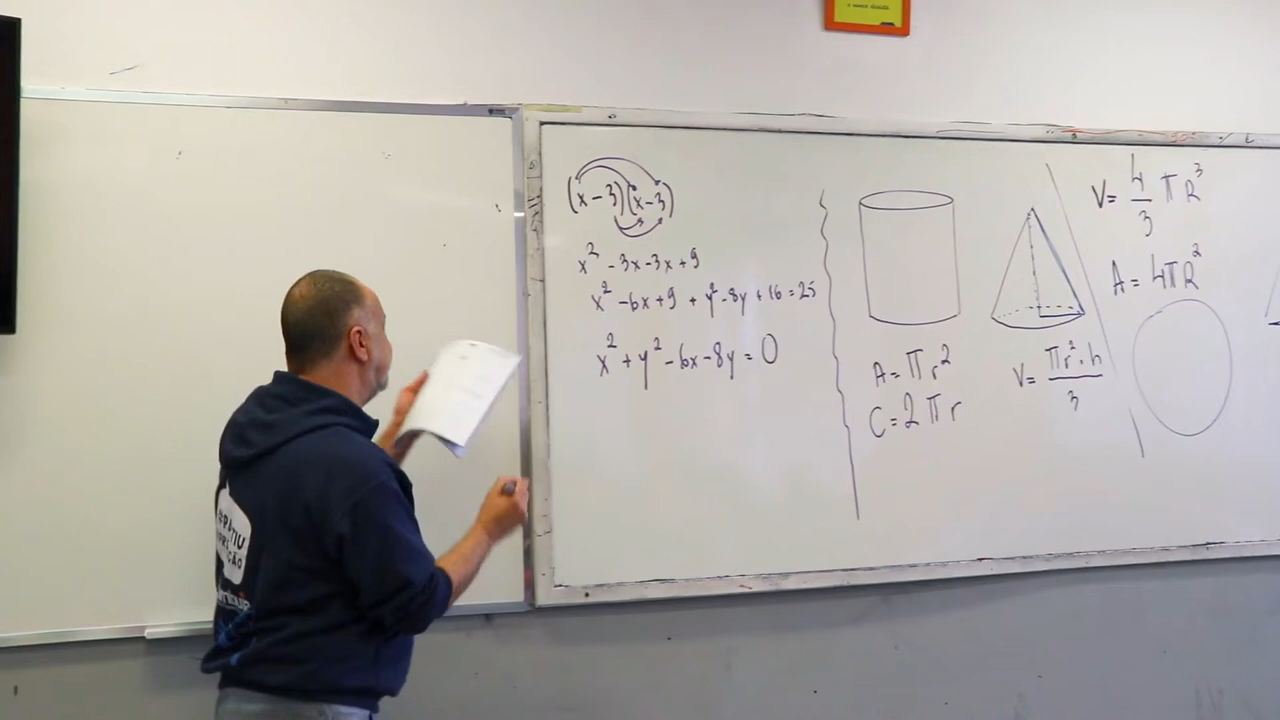 (x-3)(x-3)
x² -3x-3x+9
x² -6x+9 + y²-8y+16=25
x²+y²-6x-8y=0
A=πr²
C=2πr
V= πr².h/3
V= 4/3 πR³
A=4πR²